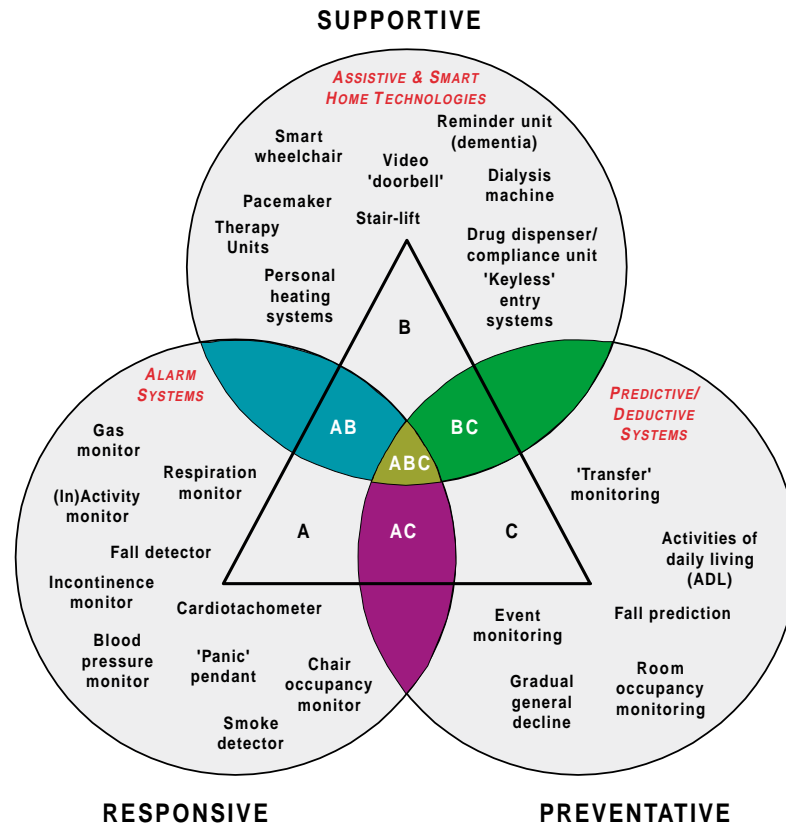 SUPPORTIVE
ASSISTIVE & SMART
HOME TECHNOLOGIES
Reminder unit
(dementia)
Smart
wheelchair
Video
'doorbell'
Dialysis
machine
Pacemaker
Stair-lift
Therapy
Units
Drug dispenser/
compliance unit
Personal
heating
systems
'Keyless'
entry
systems
B
ALARM
SYSTEMS
AB
BC
ABC
PREDICTIVE/
DEDUCTIVE
SYSTEMS
Gas
monitor
Respiration
monitor
(In)Activity
monitor
Fall detector
Incontinence
monitor
Cardiotachometer
Blood
pressure
monitor
'Panic'
pendant
Chair
occupancy
monitor
Smoke
detector
A
AC
C
'Transfer'
monitoring
Activities of
daily living
(ADL)
Event
monitoring
Fall prediction
Gradual
general
decline
Room
occupancy
monitoring
RESPONSIVE
PREVENTATIVE